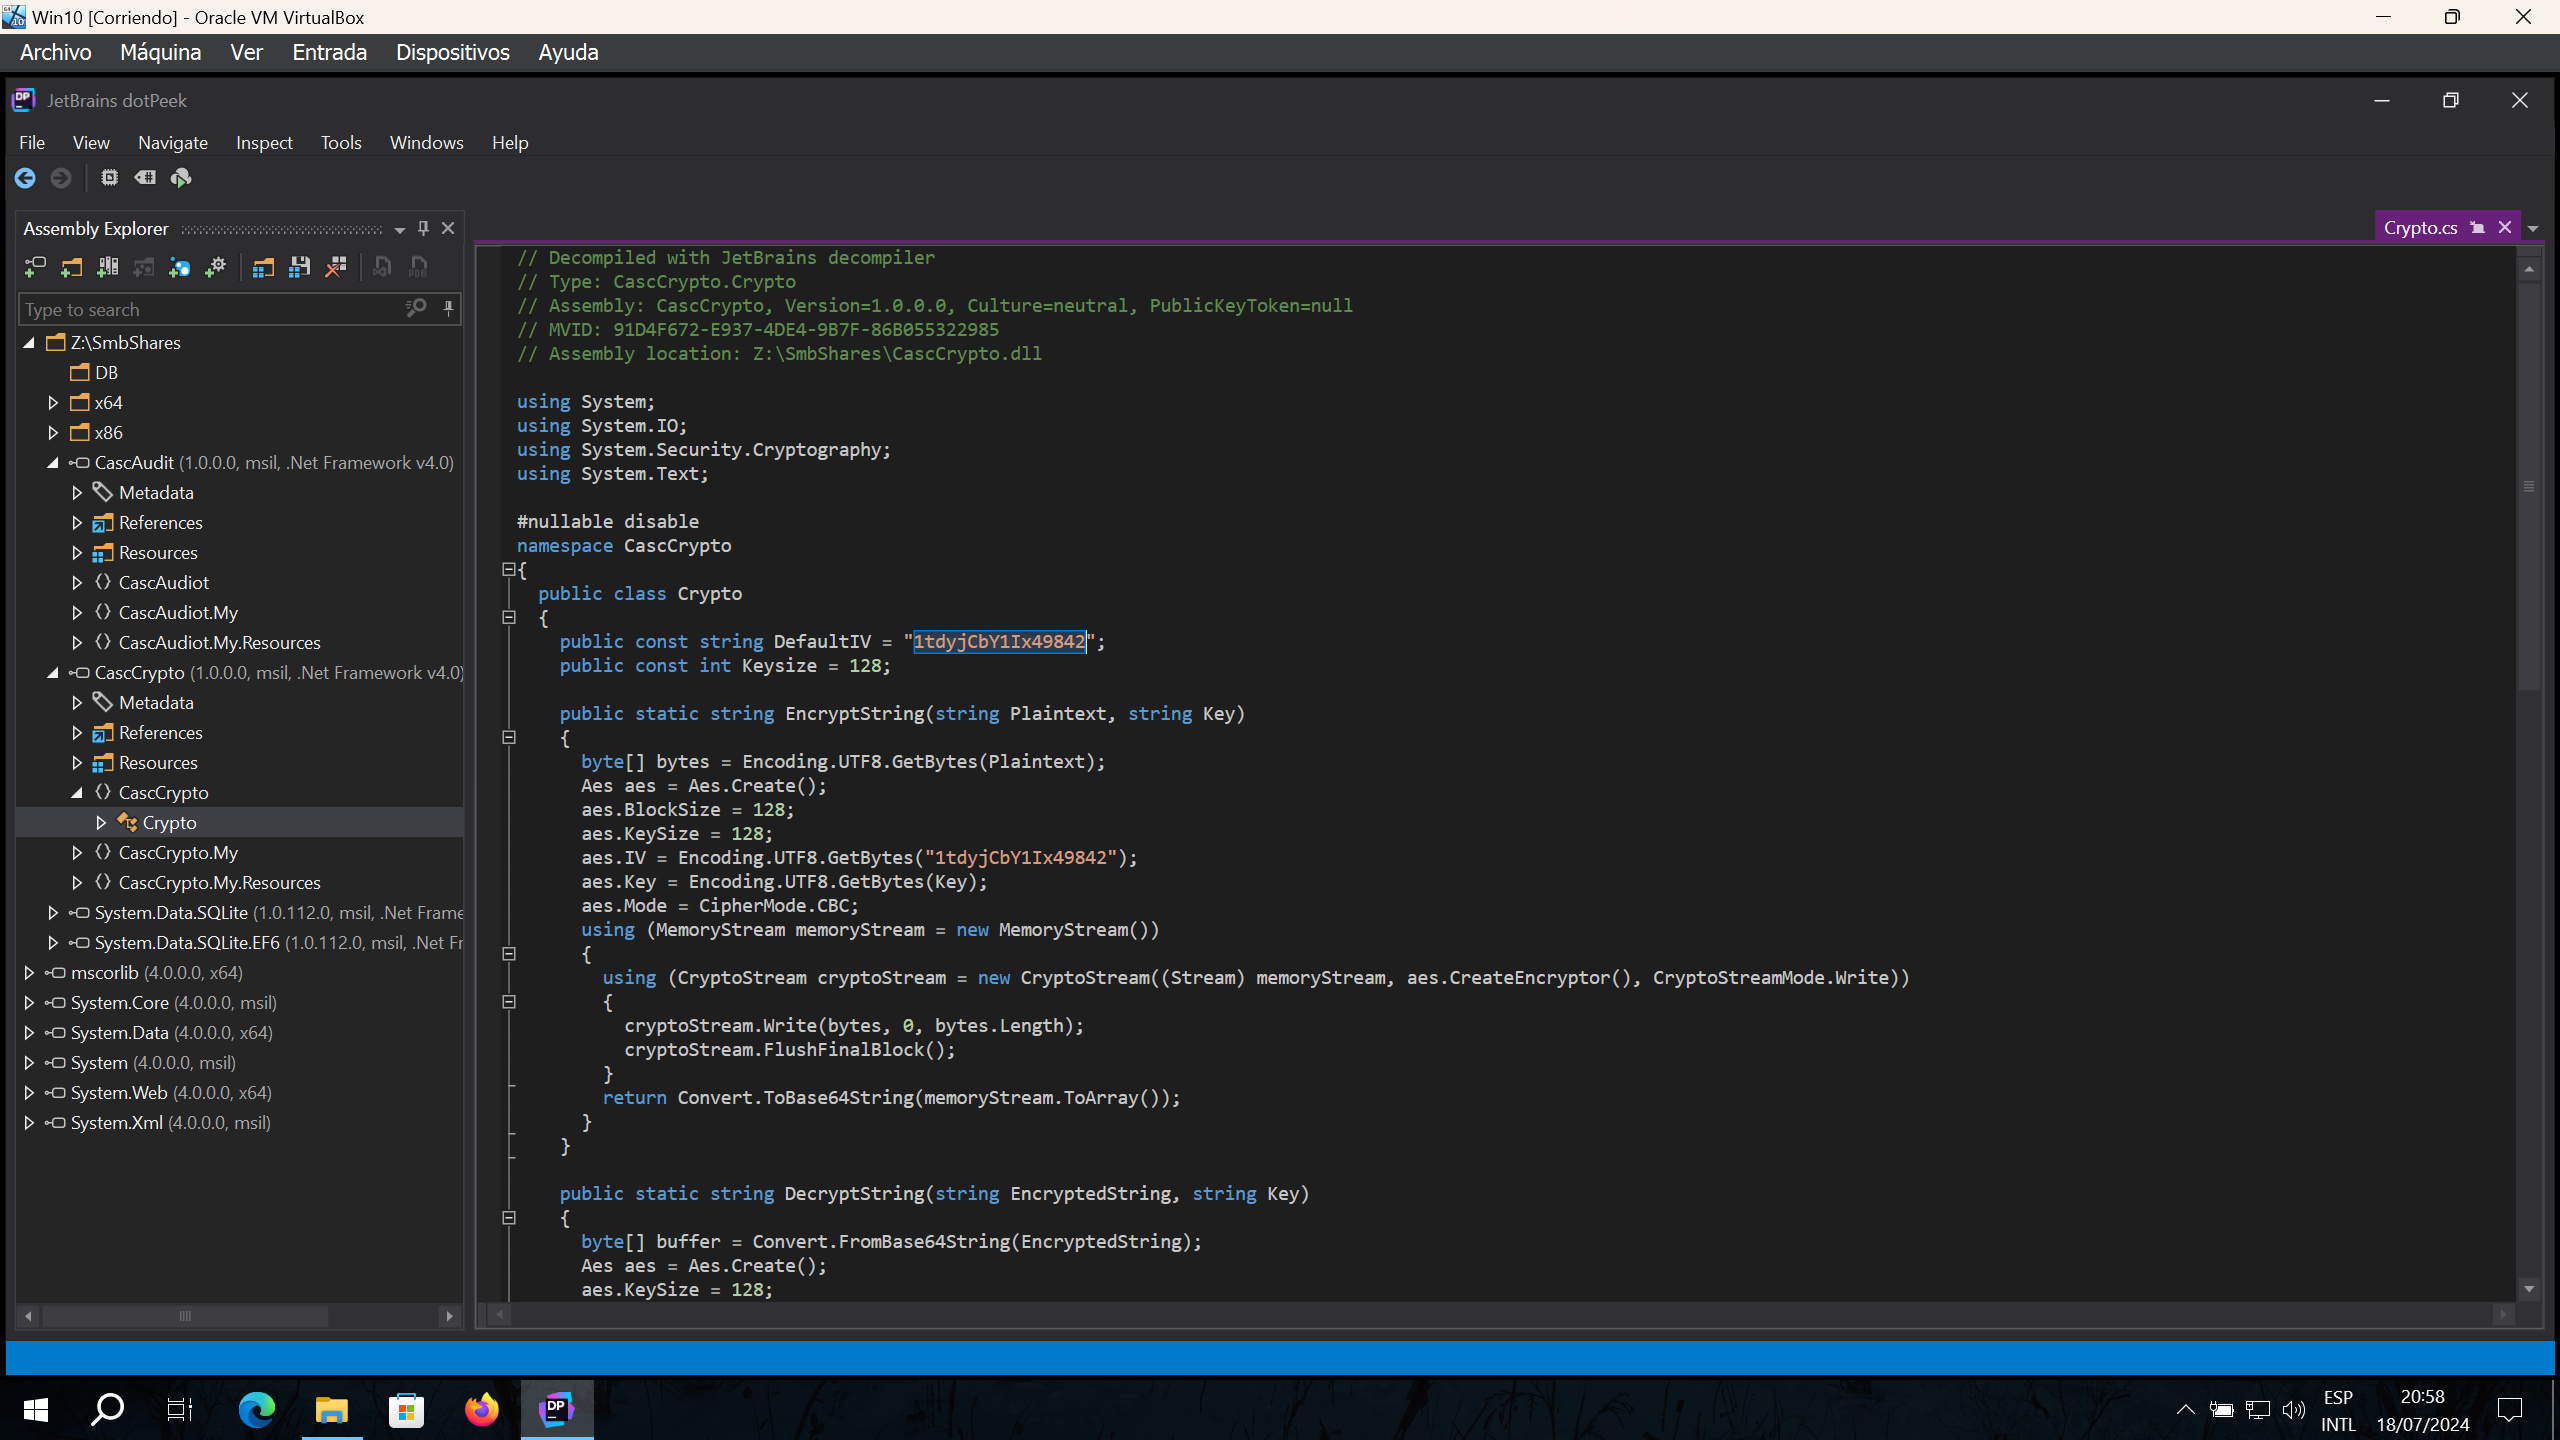 Win10 [Corriendo] - Oracle VM VirtualBox
Archivo Máquina Ver Entrada Dispositivos Ayuda
JetBrains dotPeek
File View Navigate Inspect Tools Windows Help
Assembly Explorer
Type to search
Z:\SmbShares
DB
x64
x86
CascAudit (1.0.0.0, msil, .Net Framework v4.0)
Metadata
References
Resources
CascAudiot
CascAudiot.My
CascAudiot.My.Resources
CascCrypto (1.0.0.0, msil, .Net Framework v4.0)
Metadata
References
Resources
CascCrypto
Crypto
CascCrypto.My
CascCrypto.My.Resources
System.Data.SQLite (1.0.112.0, msil, .Net Frame
System.Data.SQLite.EF6 (1.0.112.0, msil, .Net Fr
mscorlib (4.0.0.0, x64)
System.Core (4.0.0.0, msil)
System.Data (4.0.0.0, x64)
System (4.0.0.0, msil)
System.Web (4.0.0.0, x64)
System.Xml (4.0.0.0, msil)
Crypto.cs
// Decompiled with JetBrains decompiler
// Type: CascCrypto.Crypto
// Assembly: CascCrypto, Version=1.0.0.0, Culture=neutral, PublicKeyToken=null
// MVID: 91D4F672-E937-4DE4-9B7F-86B055322985
// Assembly location: Z:\SmbShares\CascCrypto.dll
using System;
using System.IO;
using System.Security.Cryptography;
using System.Text;
#nullable disable
namespace CascCrypto
{
public class Crypto
{
public const string DefaultIV = "1tdyjCbY1Ix49842";
public const int Keysize = 128;
public static string EncryptString(string Plaintext, string Key)
{
byte[] bytes = Encoding.UTF8.GetBytes(Plaintext);
Aes aes = Aes.Create();
aes.BlockSize = 128;
aes.KeySize = 128;
aes.IV = Encoding.UTF8.GetBytes("1tdyjCbY1Ix49842");
aes.Key = Encoding.UTF8.GetBytes(Key);
aes.Mode = CipherMode.CBC;
using (MemoryStream memoryStream = new MemoryStream())
{
using (CryptoStream cryptoStream = new CryptoStream((Stream) memoryStream, aes.CreateEncryptor(), CryptoStreamMode.Write))
{
cryptoStream.Write(bytes, 0, bytes.Length);
cryptoStream.FlushFinalBlock();
}
return Convert.ToBase64String(memoryStream.ToArray());
}
}
public static string DecryptString(string EncryptedString, string Key)
{
byte[] buffer = Convert.FromBase64String(EncryptedString);
Aes aes = Aes.Create();
aes.KeySize = 128;
DP
ESP
INTL
20:58
18/07/2024